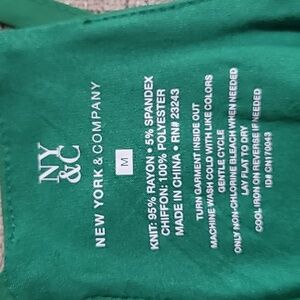 NY
&C
NEW YORK & COMPANY
M
KNIT: 95% RAYON • 5% SPANDEX
CHIFFON: 100% POLYESTER
MADE IN CHINA • RN# 23243
TURN GARMENT INSIDE OUT
MACHINE WASH COLD WITH LIKE COLORS
GENTLE CYCLE
ONLY NON-CHLORINE BLEACH WHEN NEEDED
LAY FLAT TO DRY
COOL IRON ON REVERSE IF NEEDED
ID# CIN170043